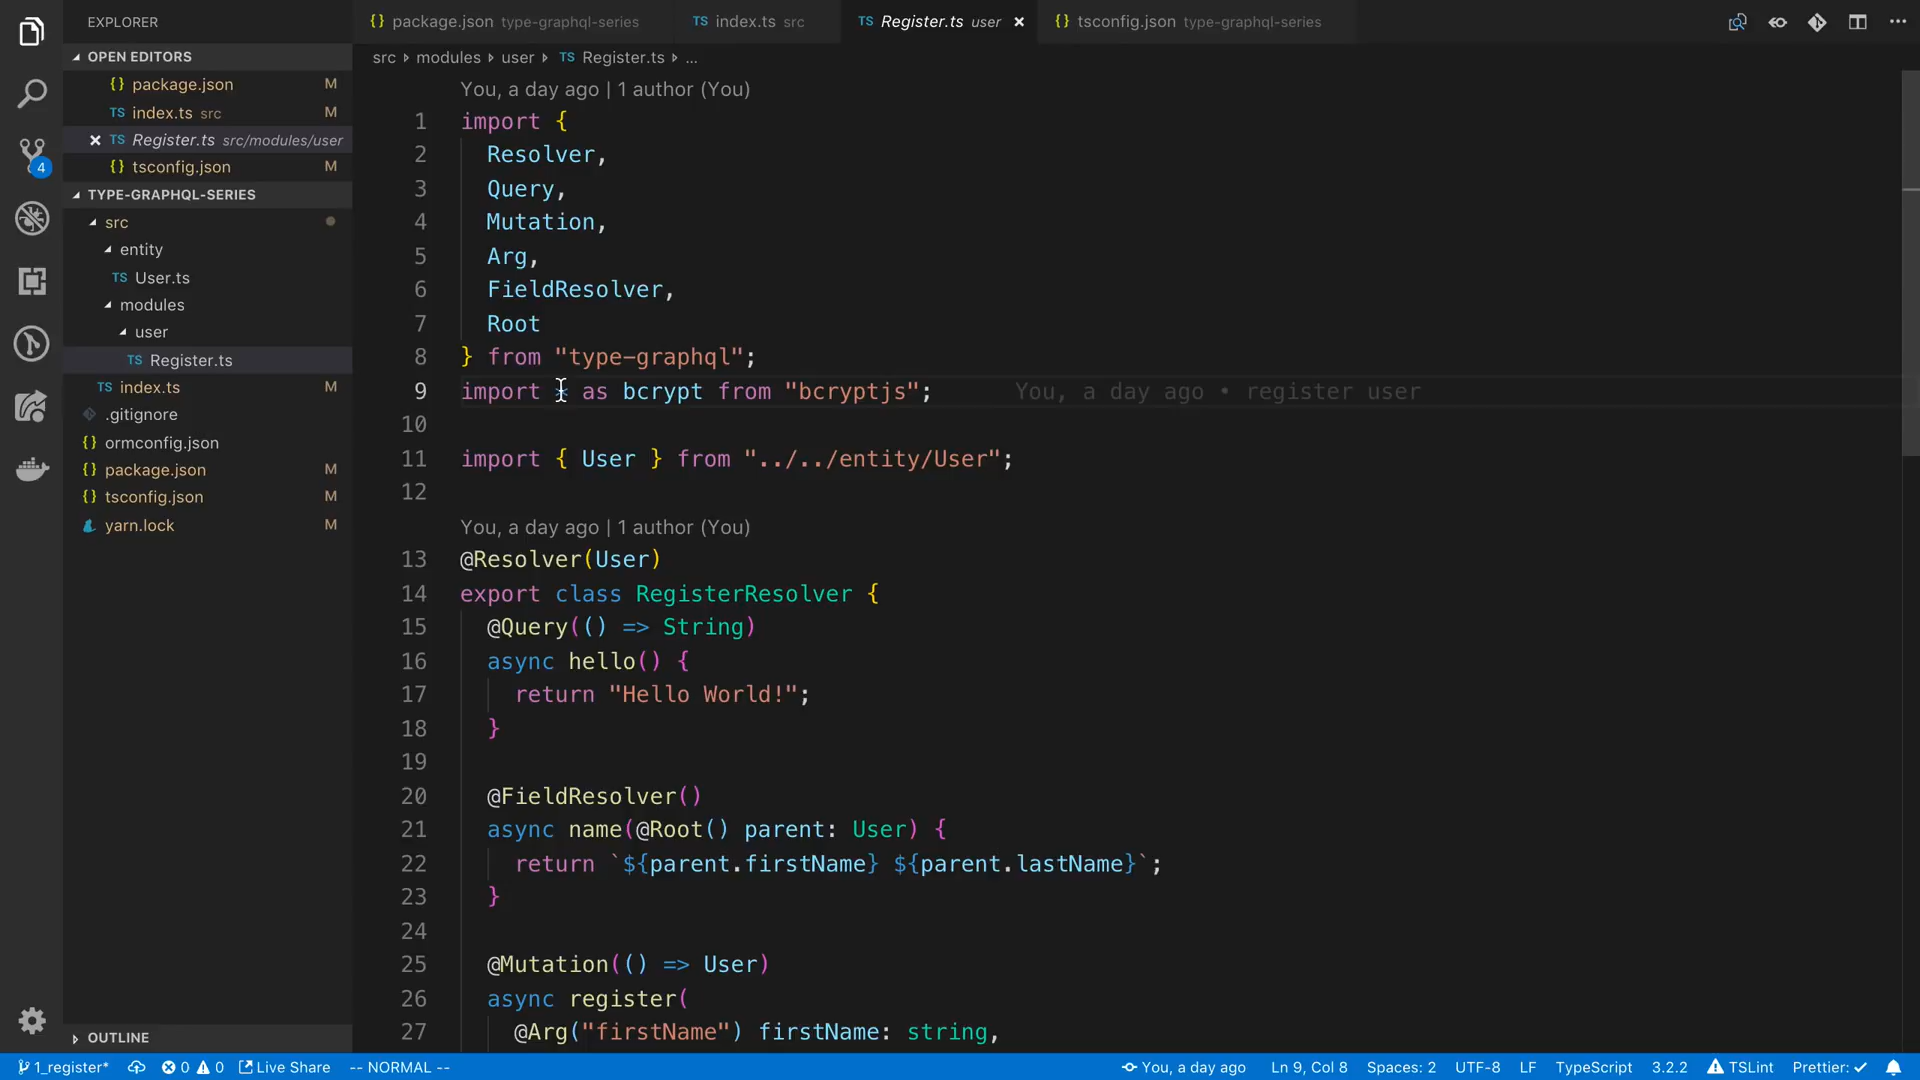 EXPLORER
OPEN EDITORS
{} package.json M
TS index.ts src M
TS Register.ts src/modules/user
{} tsconfig.json M
TYPE-GRAPHQL-SERIES
src
entity
TS User.ts
modules
user
TS Register.ts
TS index.ts M
.gitignore
{} ormconfig.json
{} package.json M
{} tsconfig.json M
yarn.lock M
OUTLINE
4
{} package.json type-graphql-series
TS index.ts src
TS Register.ts user
{} tsconfig.json type-graphql-series
src modules user TS Register.ts ...
You, a day ago | 1 author (You)
1 import {
2 Resolver,
3 Query,
4 Mutation,
5 Arg,
6 FieldResolver,
7 Root
8 } from "type-graphql";
9 import * as bcrypt from "bcryptjs"; You, a day ago • register user
10
11 import { User } from "../../entity/User";
12
You, a day ago | 1 author (You)
13 @Resolver(User)
14 export class RegisterResolver {
15 @Query(() => String)
16 async hello() {
17 return "Hello World!";
18 }
19
20 @FieldResolver()
21 async name(@Root() parent: User) {
22 return `${parent.firstName} ${parent.lastName}`;
23 }
24
25 @Mutation(() => User)
26 async register(
27 @Arg("firstName") firstName: string,
1_register* 0 0 Live Share -- NORMAL -- You, a day ago Ln 9, Col 8 Spaces: 2 UTF-8 LF TypeScript 3.2.2 TSLint Prettier: ✓